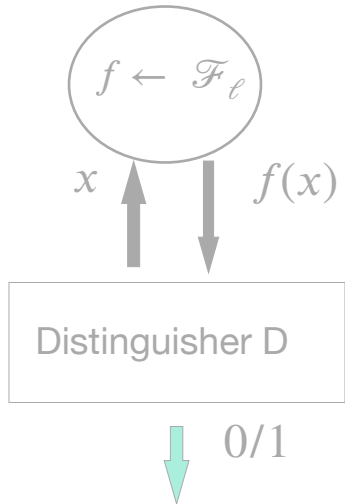 f ← ℱ_ℓ
x
f(x)
Distinguisher D
0/1